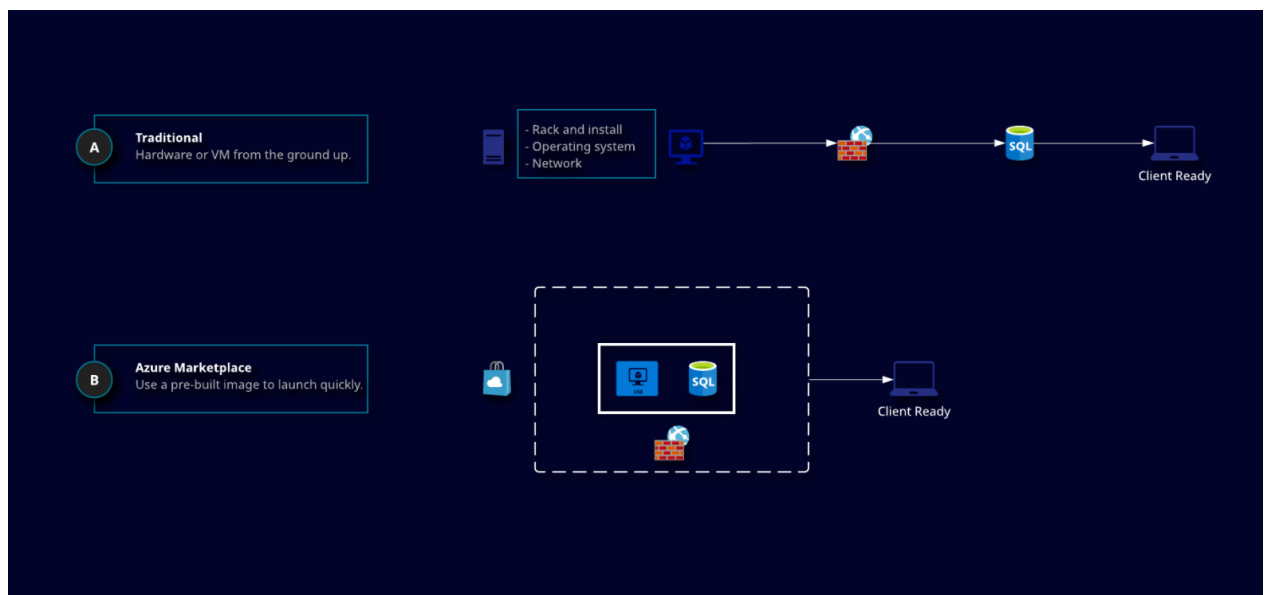 A
Traditional
Hardware or VM from the ground up.
- Rack and install
- Operating system
- Network
SQL
Client Ready
B
Azure Marketplace
Use a pre-built image to launch quickly.
SQL
Client Ready